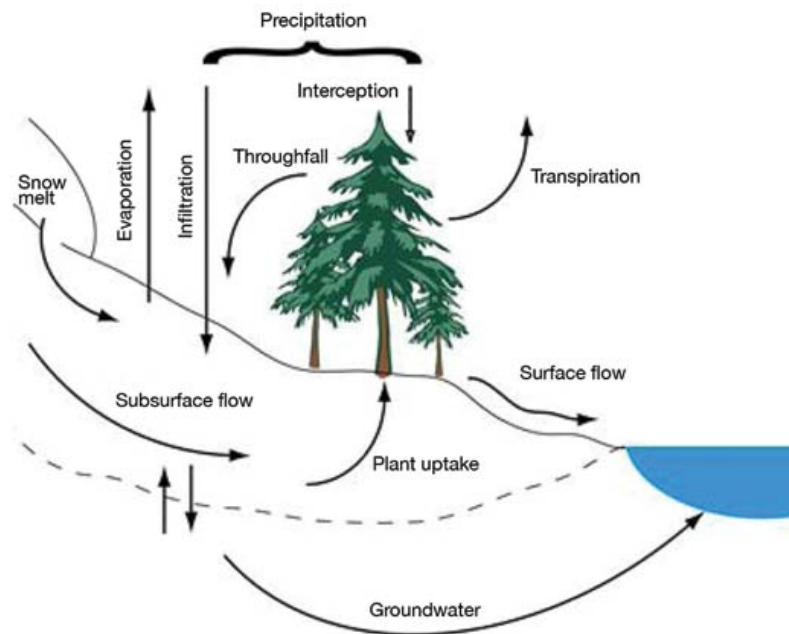 Precipitation
Interception
Throughfall
Snow
melt
Evaporation
Infiltration
Transpiration
Surface flow
Subsurface flow
Plant uptake
Groundwater